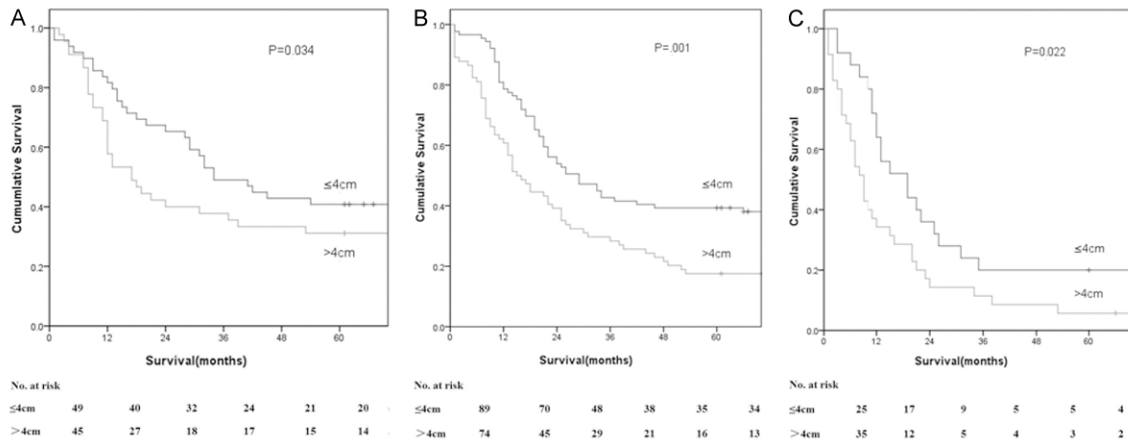 A
Cumumlative Survival
1.0
0.8
0.6
0.4
0.2
0.0
P=0.034
≤4cm
>4cm
0 12 24 36 48 60
Survival(months)
No. at risk
≤4cm 49 40 32 24 21 20
>4cm 45 27 18 17 15 14
B
Cumulative Survival
1.0
0.8
0.6
0.4
0.2
0.0
P=.001
≤4cm
>4cm
0 12 24 36 48 60
Survival(months)
No. at risk
≤4cm 89 70 48 38 35 34
>4cm 74 45 29 21 16 13
C
Cumulative Survival
1.0
0.8
0.6
0.4
0.2
0.0
P=0.022
≤4cm
>4cm
0 12 24 36 48 60
Survival(months)
No. at risk
≤4cm 25 17 9 5 5 4
>4cm 35 12 5 4 3 2